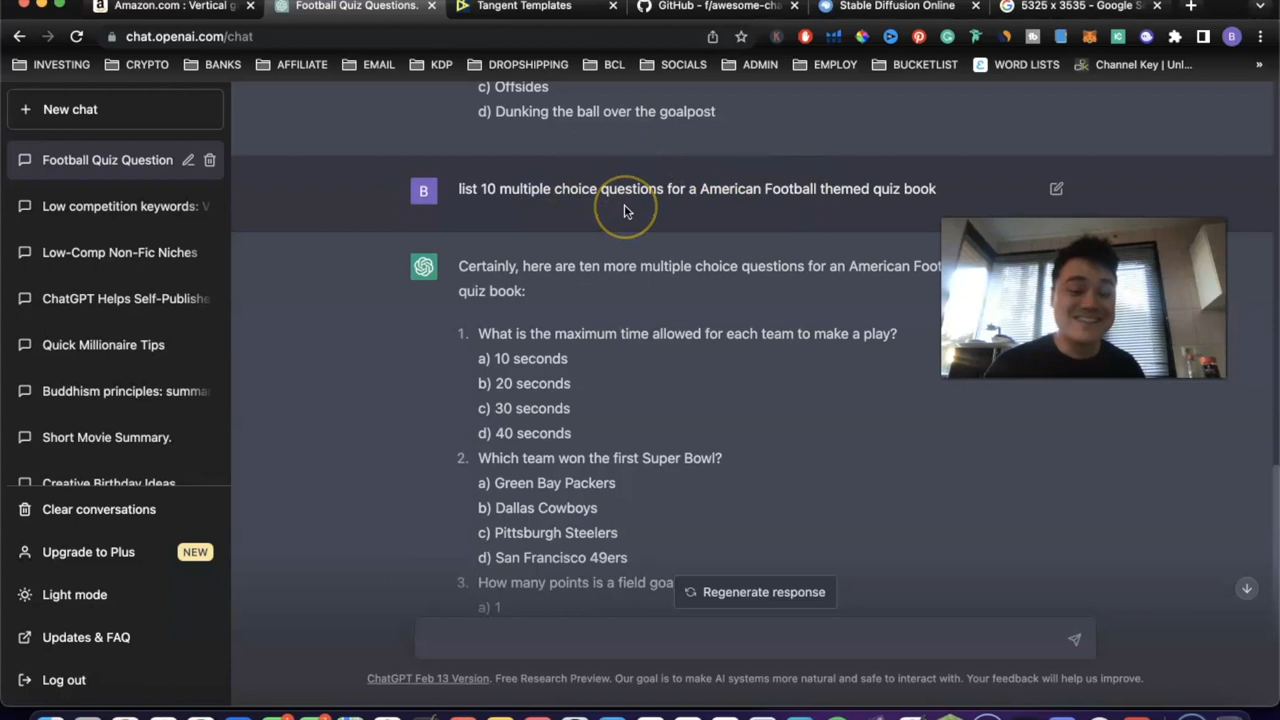 Amazon.com : Vertical g
Football Quiz Questions.
Tangent Templates
GitHub - f/awesome-cha
Stable Diffusion Online
5325 x 3535 - Google S
chat.openai.com/chat
B
INVESTING
CRYPTO
BANKS
AFFILIATE
EMAIL
KDP
DROPSHIPPING
BCL
SOCIALS
ADMIN
EMPLOY
BUCKETLIST
WORD LISTS
Channel Key | Unl...
»
+ New chat
Football Quiz Question
Low competition keywords: V
Low-Comp Non-Fic Niches
ChatGPT Helps Self-Publishe
Quick Millionaire Tips
Buddhism principles: summa
Short Movie Summary.
Creative Birthday Ideas
Clear conversations
Upgrade to Plus
NEW
Light mode
Updates & FAQ
Log out
c) Offsides
d) Dunking the ball over the goalpost
B
list 10 multiple choice questions for a American Football themed quiz book
Certainly, here are ten more multiple choice questions for an American Foot
quiz book:
1. What is the maximum time allowed for each team to make a play?
a) 10 seconds
b) 20 seconds
c) 30 seconds
d) 40 seconds
2. Which team won the first Super Bowl?
a) Green Bay Packers
b) Dallas Cowboys
c) Pittsburgh Steelers
d) San Francisco 49ers
3. How many points is a field goa
a) 1
Regenerate response
ChatGPT Feb 13 Version. Free Research Preview. Our goal is to make AI systems more natural and safe to interact with. Your feedback will help us improve.